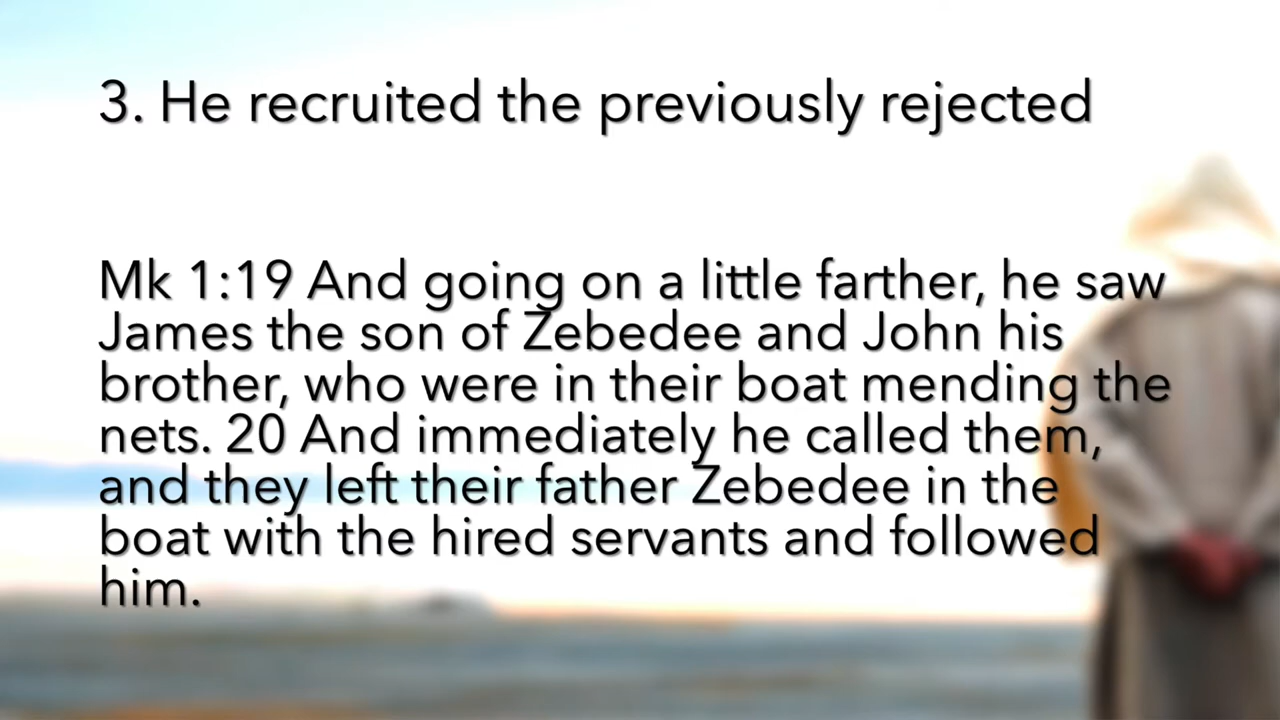 3. He recruited the previously rejected
Mk 1:19 And going on a little farther, he saw
James the son of Zebedee and John his
brother, who were in their boat mending the
nets. 20 And immediately he called them,
and they left their father Zebedee in the
boat with the hired servants and followed
him.